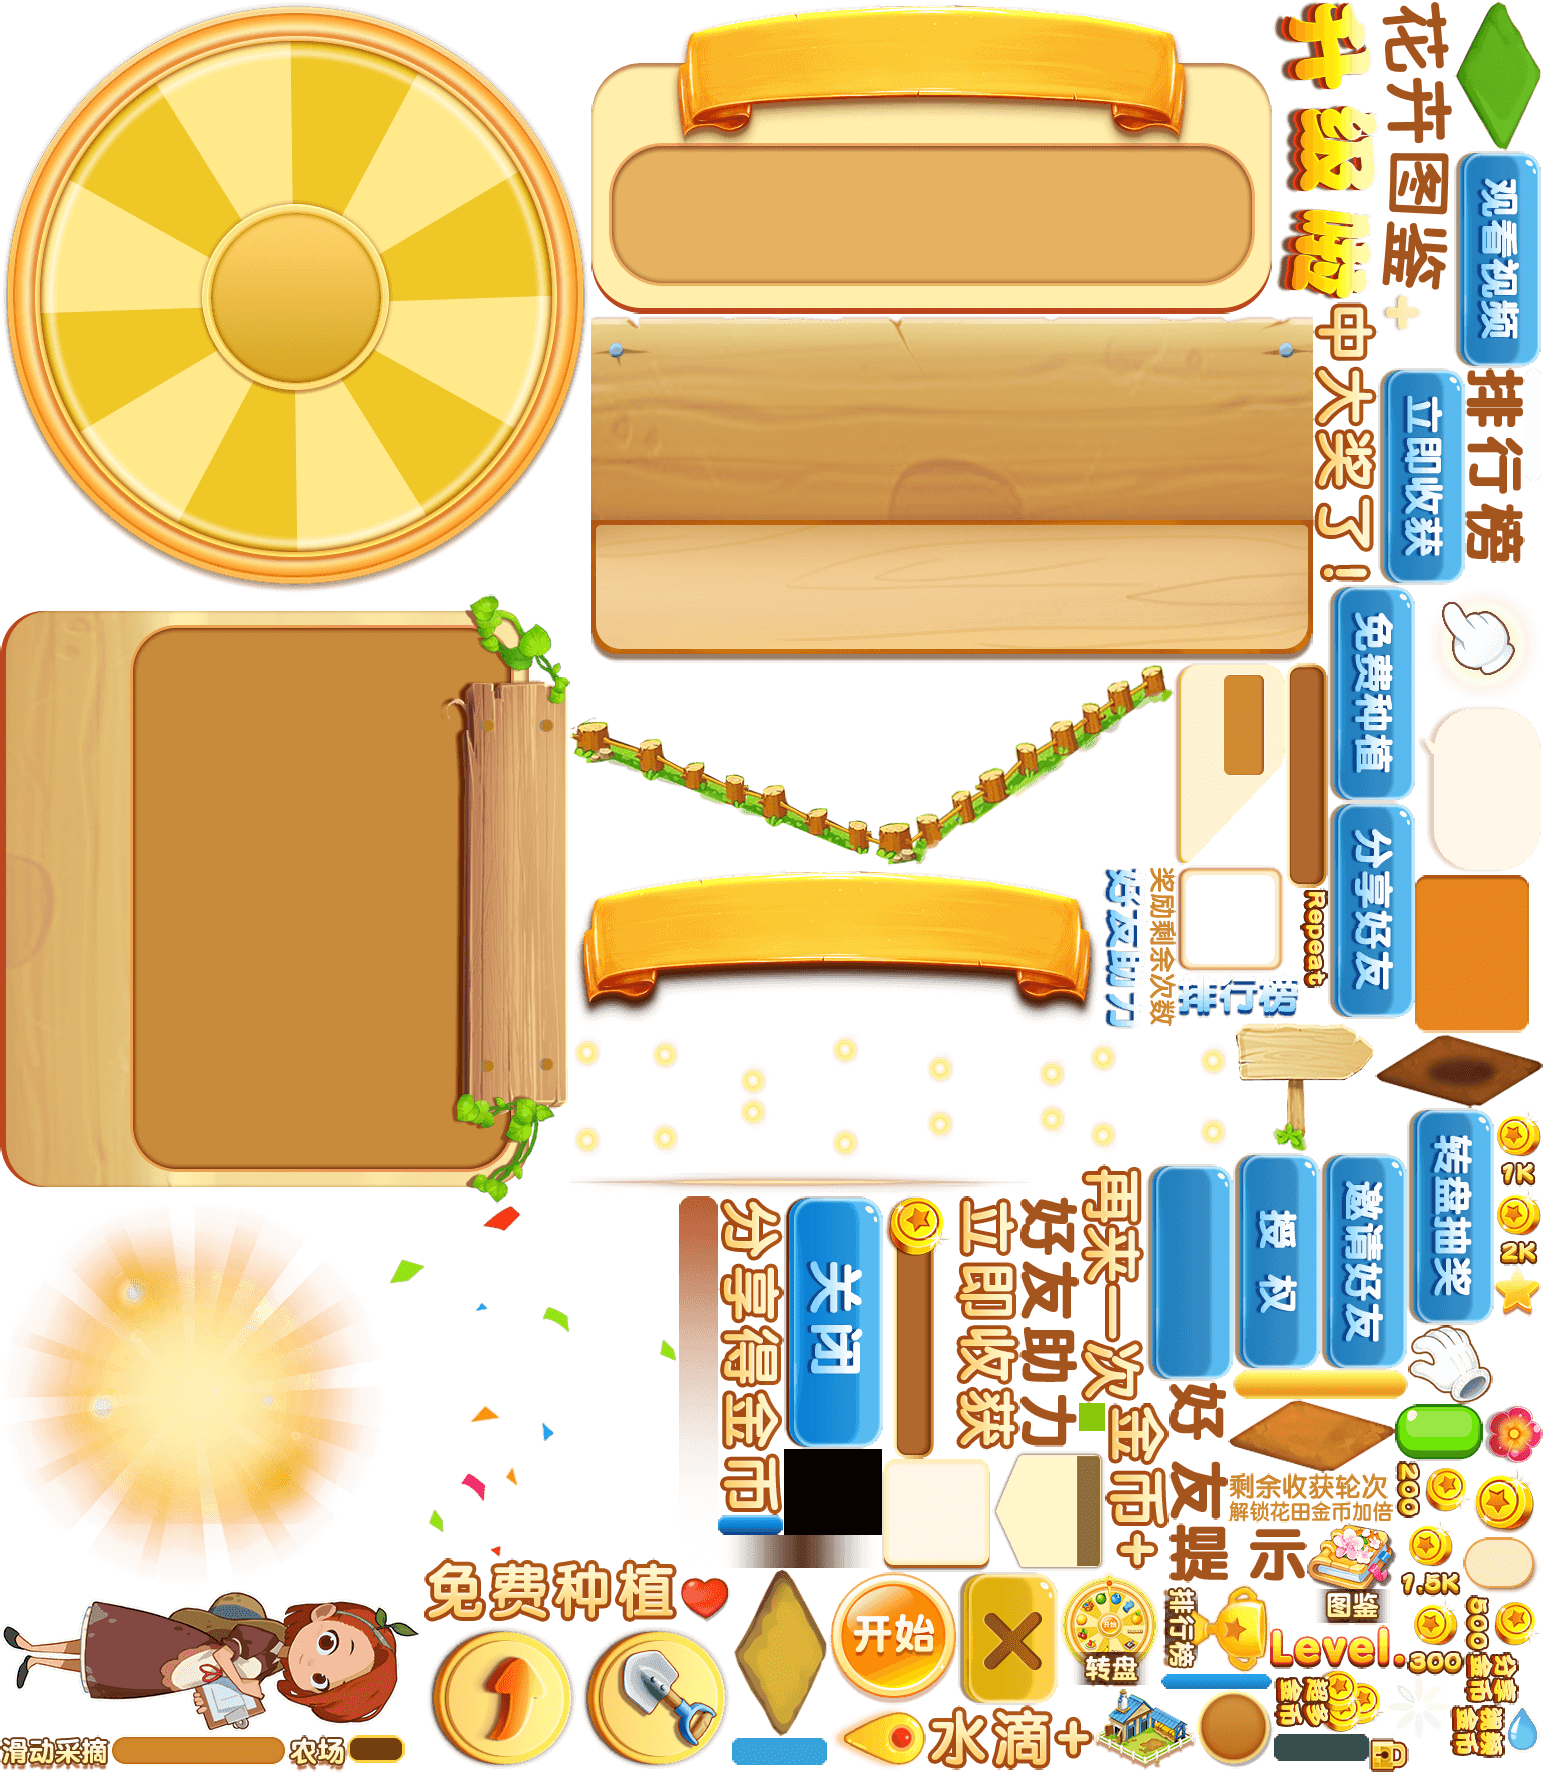 升级啦
花卉图鉴
+
观看视频
中大奖了！
立即收获
排行榜
免费种植
分享好友
好友助力
奖励剩余次数
Repeat
排行榜
转盘抽奖
1K
2K
分享得金币
关闭
立即收获
好友助力
再来一次
授权
邀请好友
金币+
好友
剩余收获轮次
解锁花田金币加倍
200
提示
1.5K
图鉴
免费种植
开始
开始
转盘
排行榜
Level.
300
500
分享
金币
超多
金币
视频
金币
水滴+
滑动采摘
农场